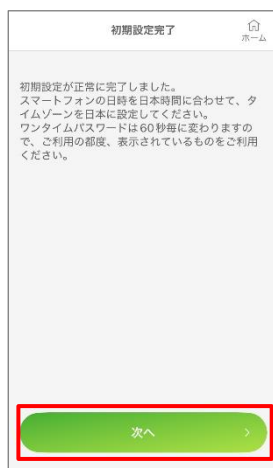 初期設定完了
ホーム
初期設定が正常に完了しました。
スマートフォンの日時を日本時間に合わせて、タ
イムゾーンを日本に設定してください。
ワンタイムパスワードは60秒毎に変わりますの
で、ご利用の都度、表示されているものをご利用
ください。
次へ